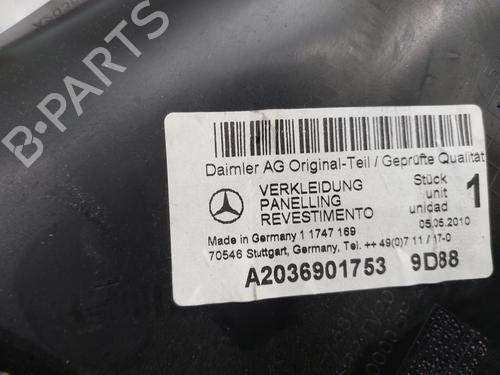 B-PARTS
Daimler AG Original-Teil / Geprüfte Qualität
VERKLEIDUNG
PANELLING
REVESTIMENTO
Stück
unit
unidad
1
05.05.2010
Made in Germany 1 1747 169
70546 Stuttgart, Germany, Tel. ++ 49(0)7 11 / 17-0
A2036901753 9D88